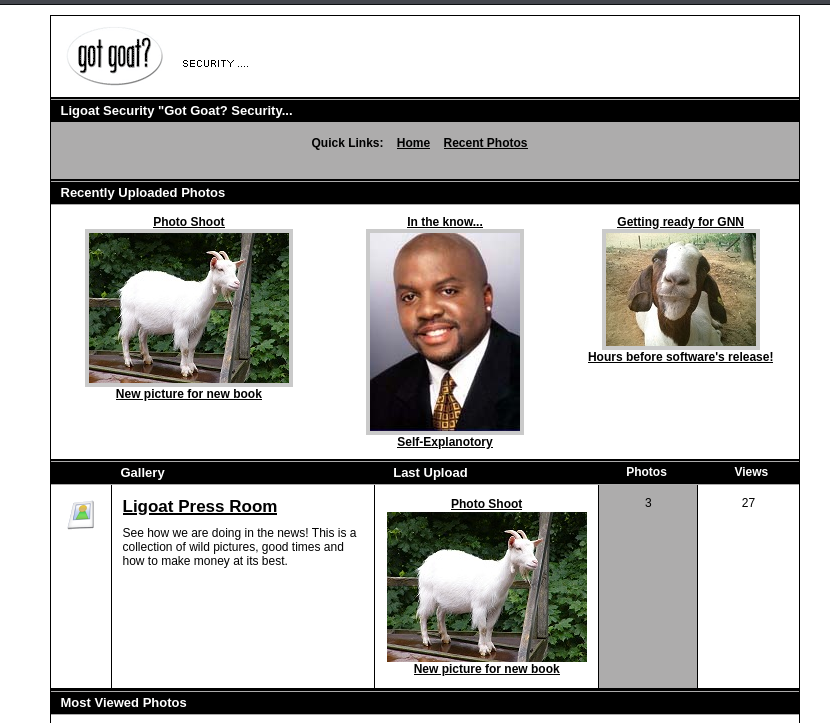 got goat?
SECURITY ....
Ligoat Security "Got Goat? Security...
Quick Links: Home Recent Photos
Recently Uploaded Photos
Photo Shoot
New picture for new book
In the know...
Self-Explanotory
Getting ready for GNN
Hours before software's release!
Gallery Last Upload Photos Views
Ligoat Press Room
See how we are doing in the news! This is a
collection of wild pictures, good times and
how to make money at its best.
Photo Shoot
New picture for new book
3
27
Most Viewed Photos